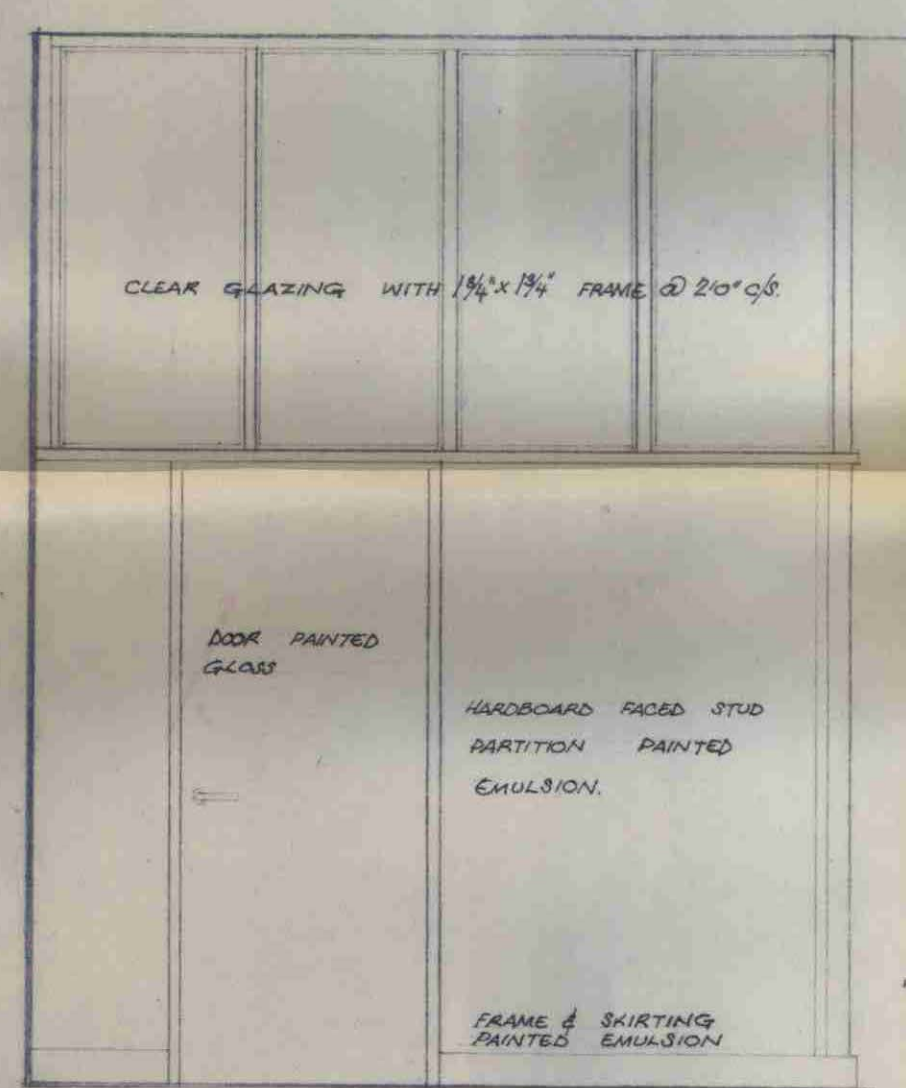 CLEAR GLAZING WITH 1¾" x 1¾" FRAME @ 2'0" c/s.
DOOR PAINTED
GLOSS
HARDBOARD FACED STUD
PARTITION PAINTED
EMULSION.
FRAME & SKIRTING
PAINTED EMULSION